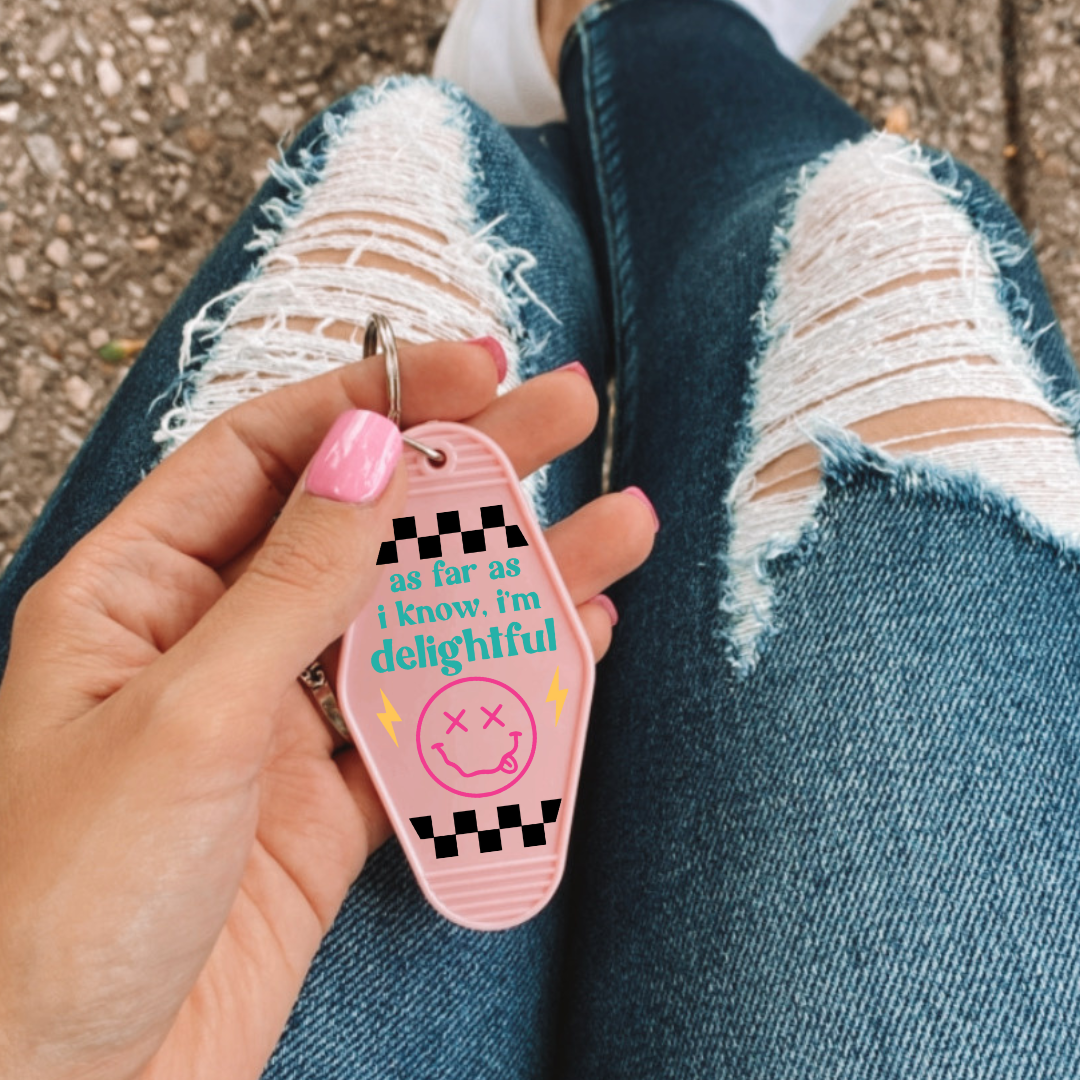 as far as
i know, i'm
delightful